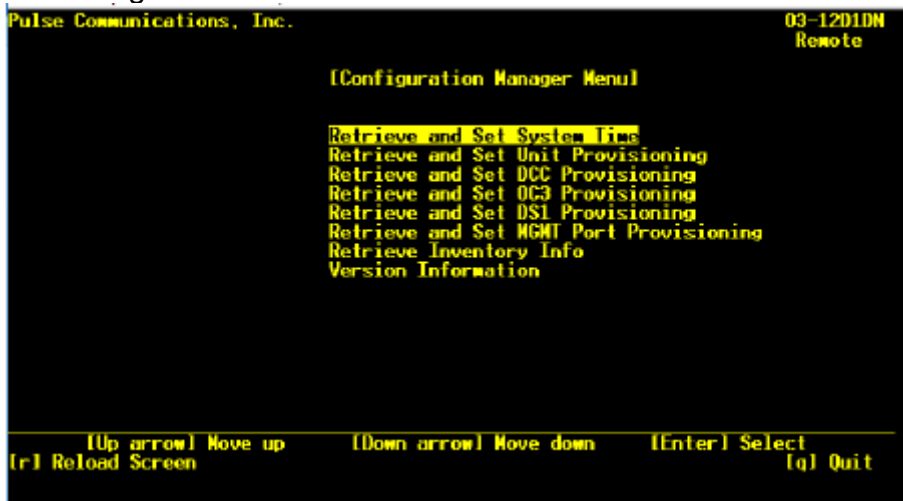 Pulse Communications, Inc. 03-12D1DN
Remote
[Configuration Manager Menu]
Retrieve and Set System Time
Retrieve and Set Unit Provisioning
Retrieve and Set DCC Provisioning
Retrieve and Set OC3 Provisioning
Retrieve and Set DS1 Provisioning
Retrieve and Set MGMT Port Provisioning
Retrieve Inventory Info
Version Information
[Up arrow] Move up [Down arrow] Move down [Enter] Select
[r] Reload Screen [q] Quit